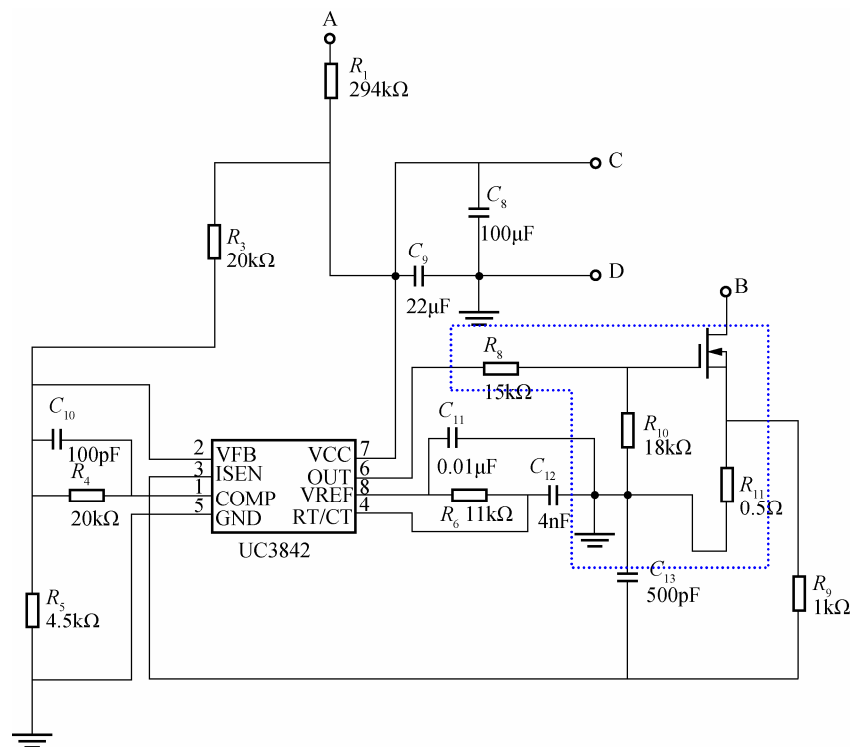 A
R₁
294kΩ
C
C₈
100μF
R₃
20kΩ
C₉
22μF
D
B
R₈
15kΩ
C₁₀
100pF
R₄
20kΩ
C₁₁
0.01μF
R₁₀
18kΩ
2 VFB VCC 7
3 ISEN OUT 6
1 COMP VREF 8
5 GND RT/CT 4
UC3842
C₁₂
4nF
R₆ 11kΩ
R₁₁
0.5Ω
C₁₃
500pF
R₅
4.5kΩ
R₉
1kΩ